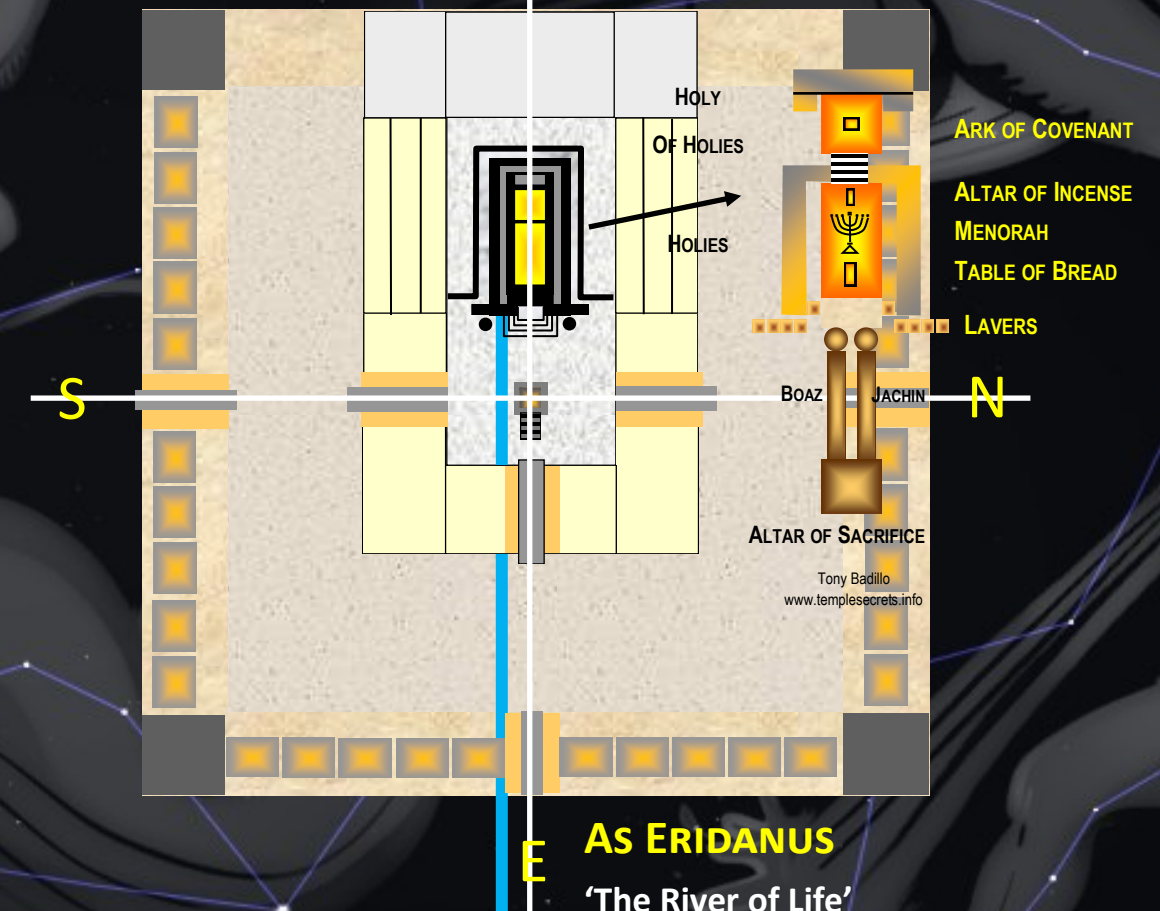 HOLY
OF HOLIES
HOLIES
ARK OF COVENANT
ALTAR OF INCENSE
MENORAH
TABLE OF BREAD
LAVERS
S
BOAZ
JACHIN
N
ALTAR OF SACRIFICE
Tony Badillo
www.templesecrets.info
E
AS ERIDANUS
‘The River of Life’